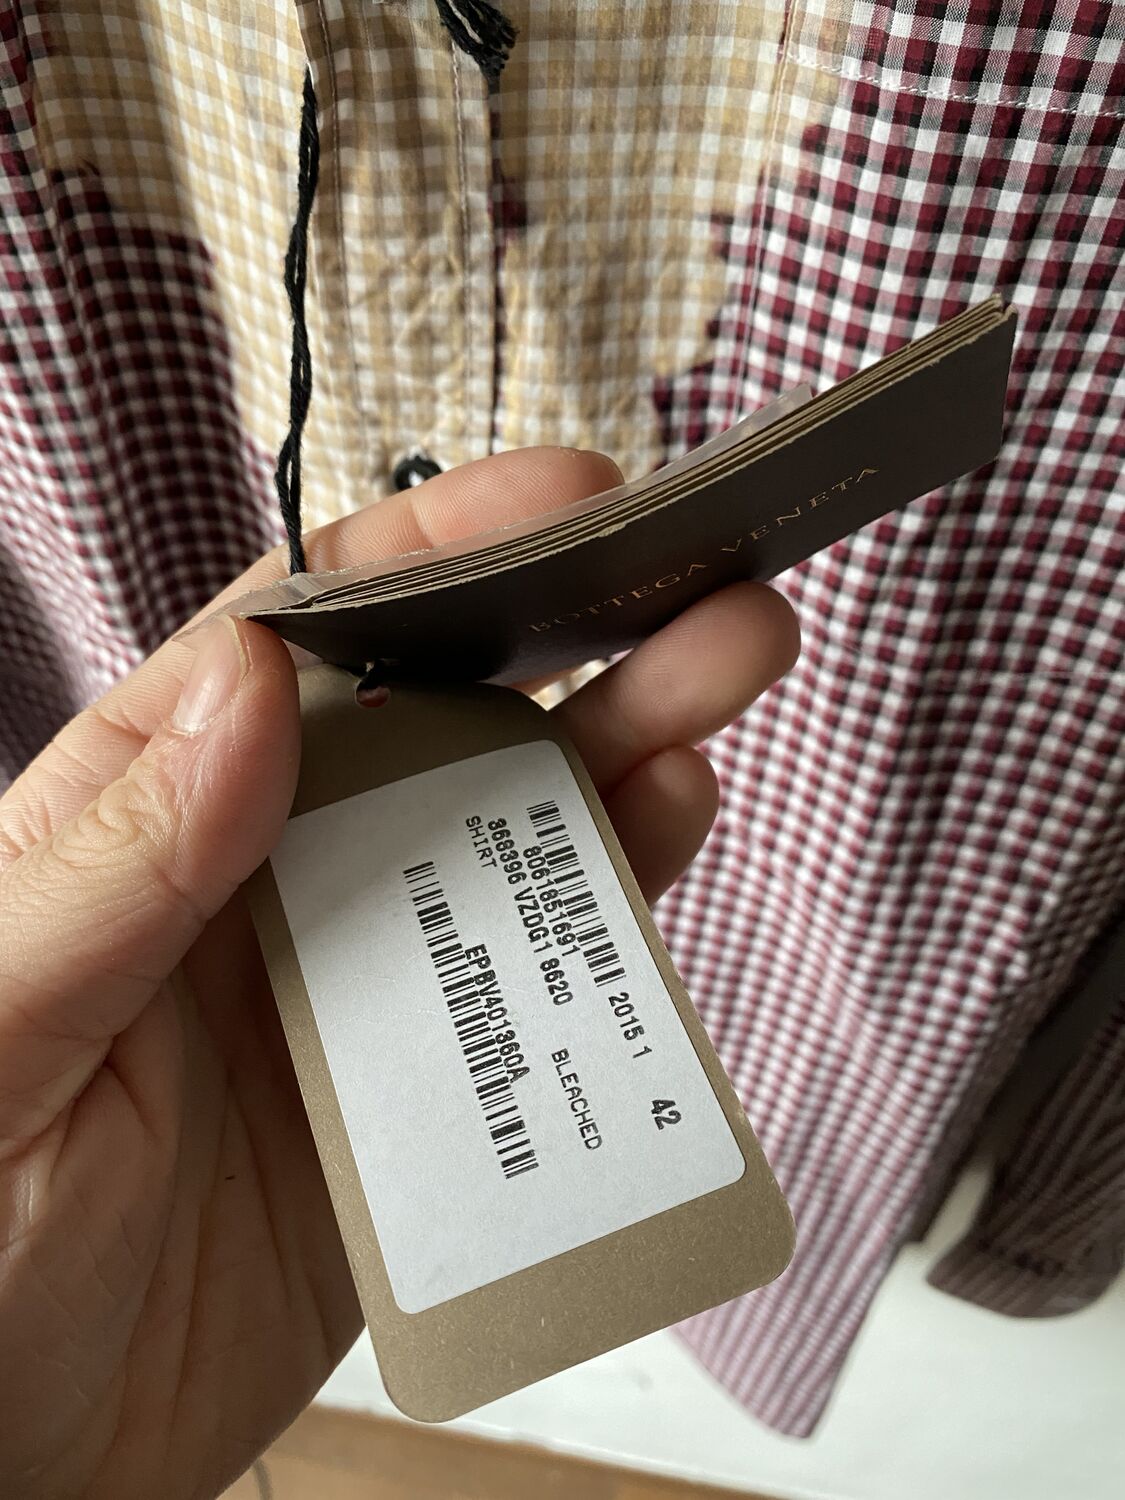 BOTTEGA VENETA
2015 1 42
8061851691
368396 VZDG1 8620 BLEACHED
SHIRT
EPBV401360A